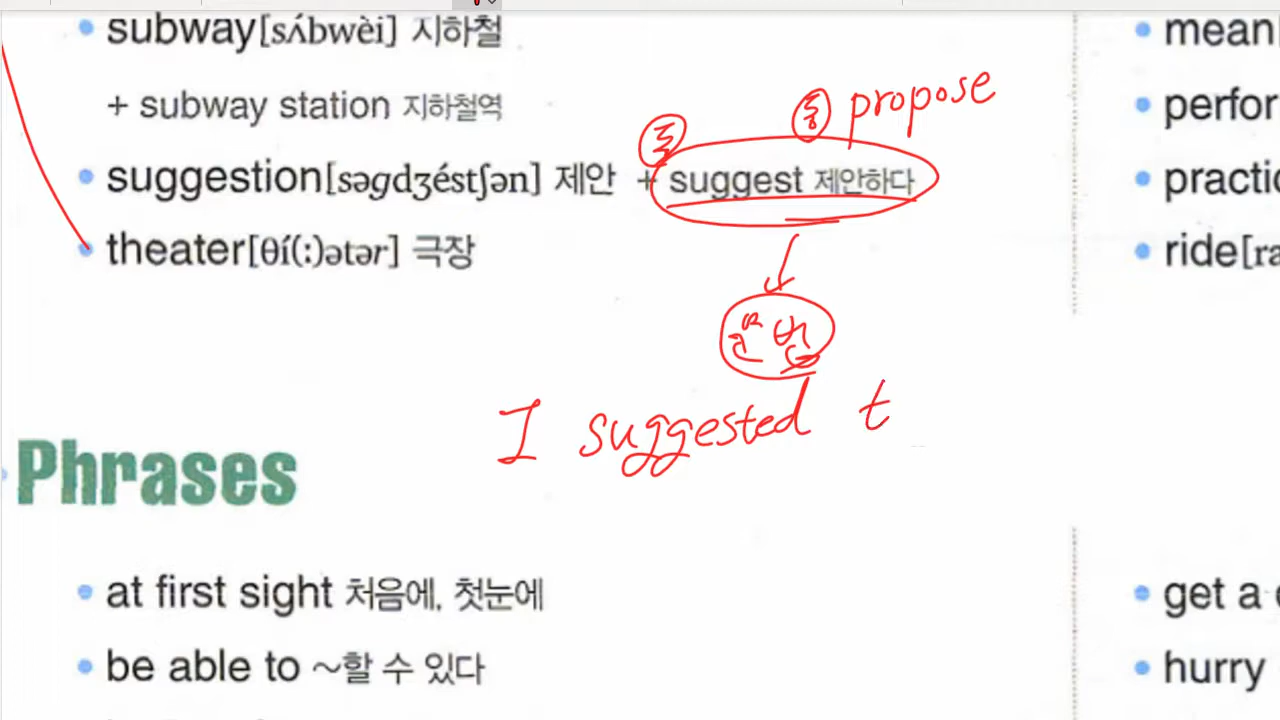 subway[sʌ́bwèi] 지하철
+ subway station 지하철역
suggestion[səgdʒéstʃən] 제안 + suggest 제안하다
동 propose
동
theater[θí(:)ətər] 극장
I suggested t
Phrases
at first sight 처음에, 첫눈에
be able to ~할 수 있다
mean
perfor
practic
ride[ra
get a
hurry